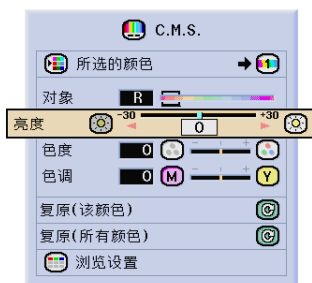 C.M.S.
所选的颜色 1
对象 R
亮度 -30 0 +30
色度 0 - +
色调 0 M - + Y
复原(该颜色)
复原(所有颜色)
浏览设置